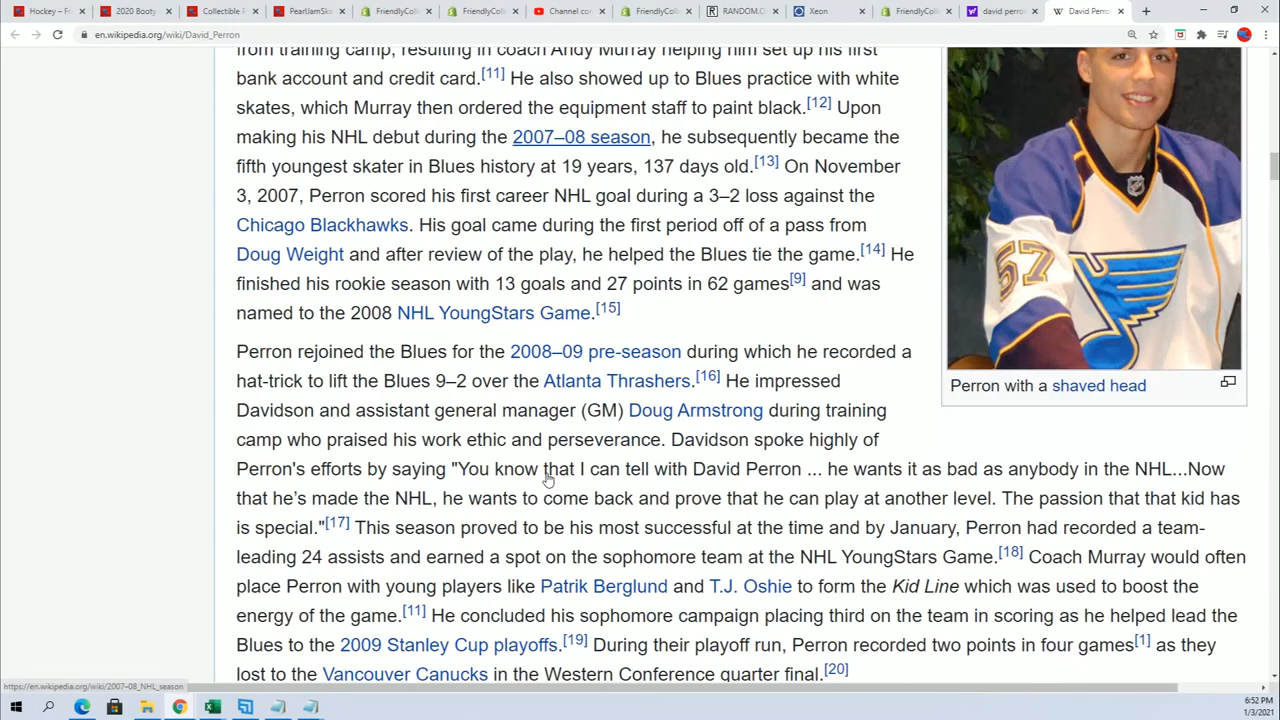 Hockey – Fr
2020 Booty
Collectible F
PearlJamSke
FriendlyColl
FriendlyColl
Channel con
FriendlyColl
RANDOM.O
Xeon
FriendlyColl
david perron
David Perro
en.wikipedia.org/wiki/David_Perron
from training camp, resulting in coach Andy Murray helping him set up his first
bank account and credit card.[11] He also showed up to Blues practice with white
skates, which Murray then ordered the equipment staff to paint black.[12] Upon
making his NHL debut during the 2007–08 season, he subsequently became the
fifth youngest skater in Blues history at 19 years, 137 days old.[13] On November
3, 2007, Perron scored his first career NHL goal during a 3–2 loss against the
Chicago Blackhawks. His goal came during the first period off of a pass from
Doug Weight and after review of the play, he helped the Blues tie the game.[14] He
finished his rookie season with 13 goals and 27 points in 62 games[9] and was
named to the 2008 NHL YoungStars Game.[15]
57
Perron with a shaved head
Perron rejoined the Blues for the 2008–09 pre-season during which he recorded a
hat-trick to lift the Blues 9–2 over the Atlanta Thrashers.[16] He impressed
Davidson and assistant general manager (GM) Doug Armstrong during training
camp who praised his work ethic and perseverance. Davidson spoke highly of
Perron's efforts by saying "You know that I can tell with David Perron ... he wants it as bad as anybody in the NHL...Now
that he's made the NHL, he wants to come back and prove that he can play at another level. The passion that that kid has
is special."[17] This season proved to be his most successful at the time and by January, Perron had recorded a team-
leading 24 assists and earned a spot on the sophomore team at the NHL YoungStars Game.[18] Coach Murray would often
place Perron with young players like Patrik Berglund and T.J. Oshie to form the Kid Line which was used to boost the
energy of the game.[11] He concluded his sophomore campaign placing third on the team in scoring as he helped lead the
Blues to the 2009 Stanley Cup playoffs.[19] During their playoff run, Perron recorded two points in four games[1] as they
lost to the Vancouver Canucks in the Western Conference quarter final.[20]
https://en.wikipedia.org/wiki/2007–08_NHL_season
6:52 PM
1/3/2021